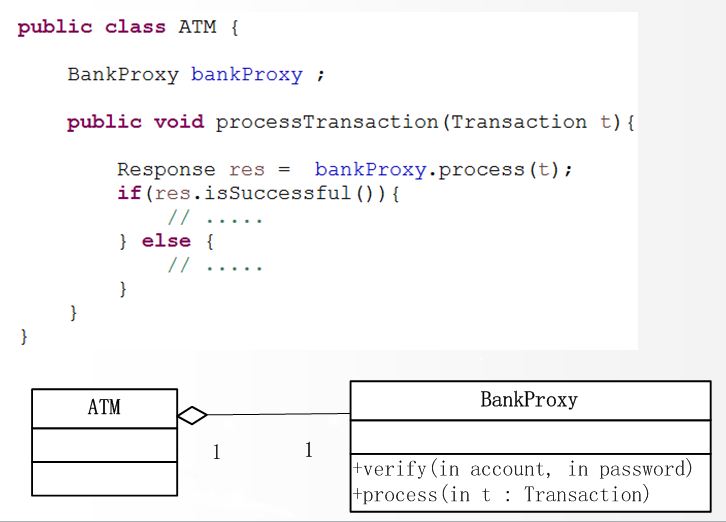 public class ATM {
BankProxy bankProxy ;
public void processTransaction(Transaction t){
Response res = bankProxy.process(t);
if(res.isSuccessful()){
// .....
} else {
// .....
}
}
}
ATM
BankProxy
1
1
+verify(in account, in password)
+process(in t : Transaction)